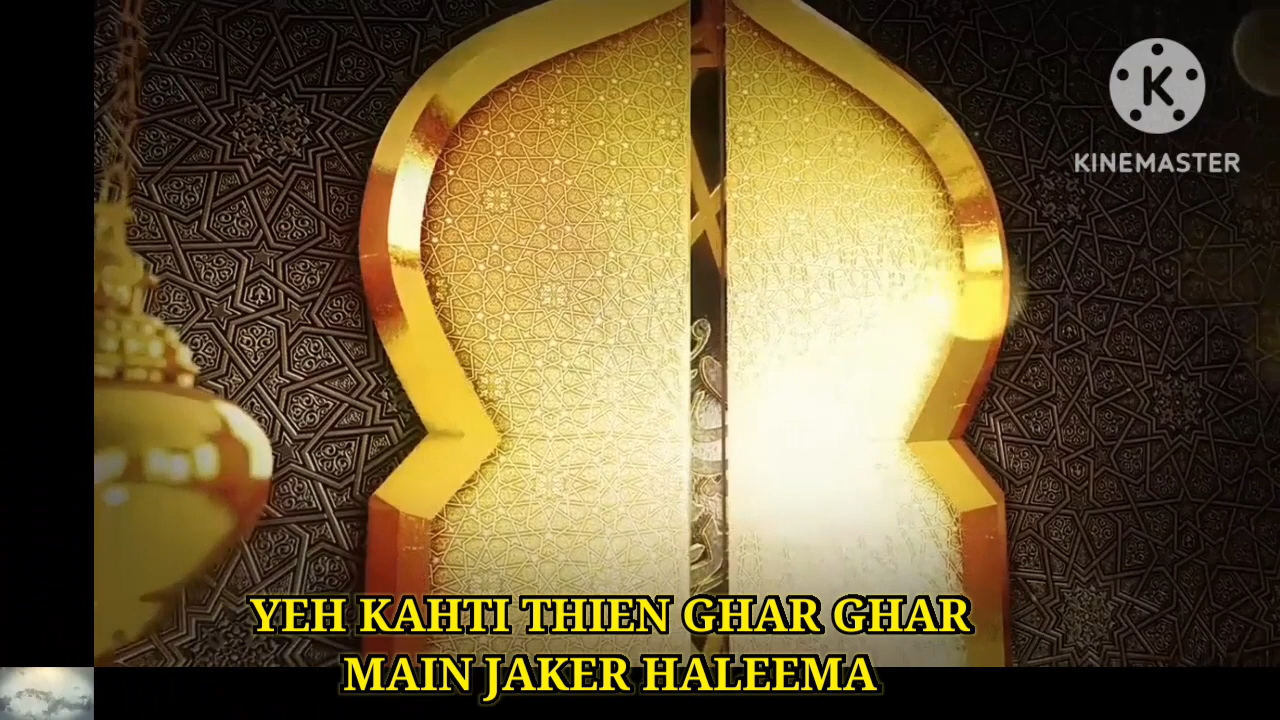 K
KINEMASTER
YEH KAHTI THIEN GHAR GHAR
MAIN JAKER HALEEMA